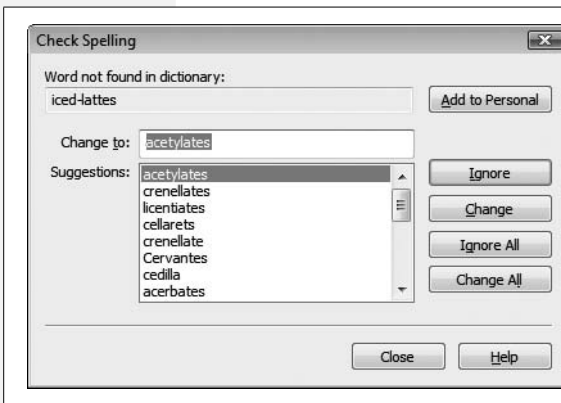 Check Spelling
Word not found in dictionary:
iced-lattes
Add to Personal
Change to: acetylates
Suggestions:
acetylates
crenellates
licentiates
cellarets
crenellate
Cervantes
cedilla
acerbates
Ignore
Change
Ignore All
Change All
Close
Help